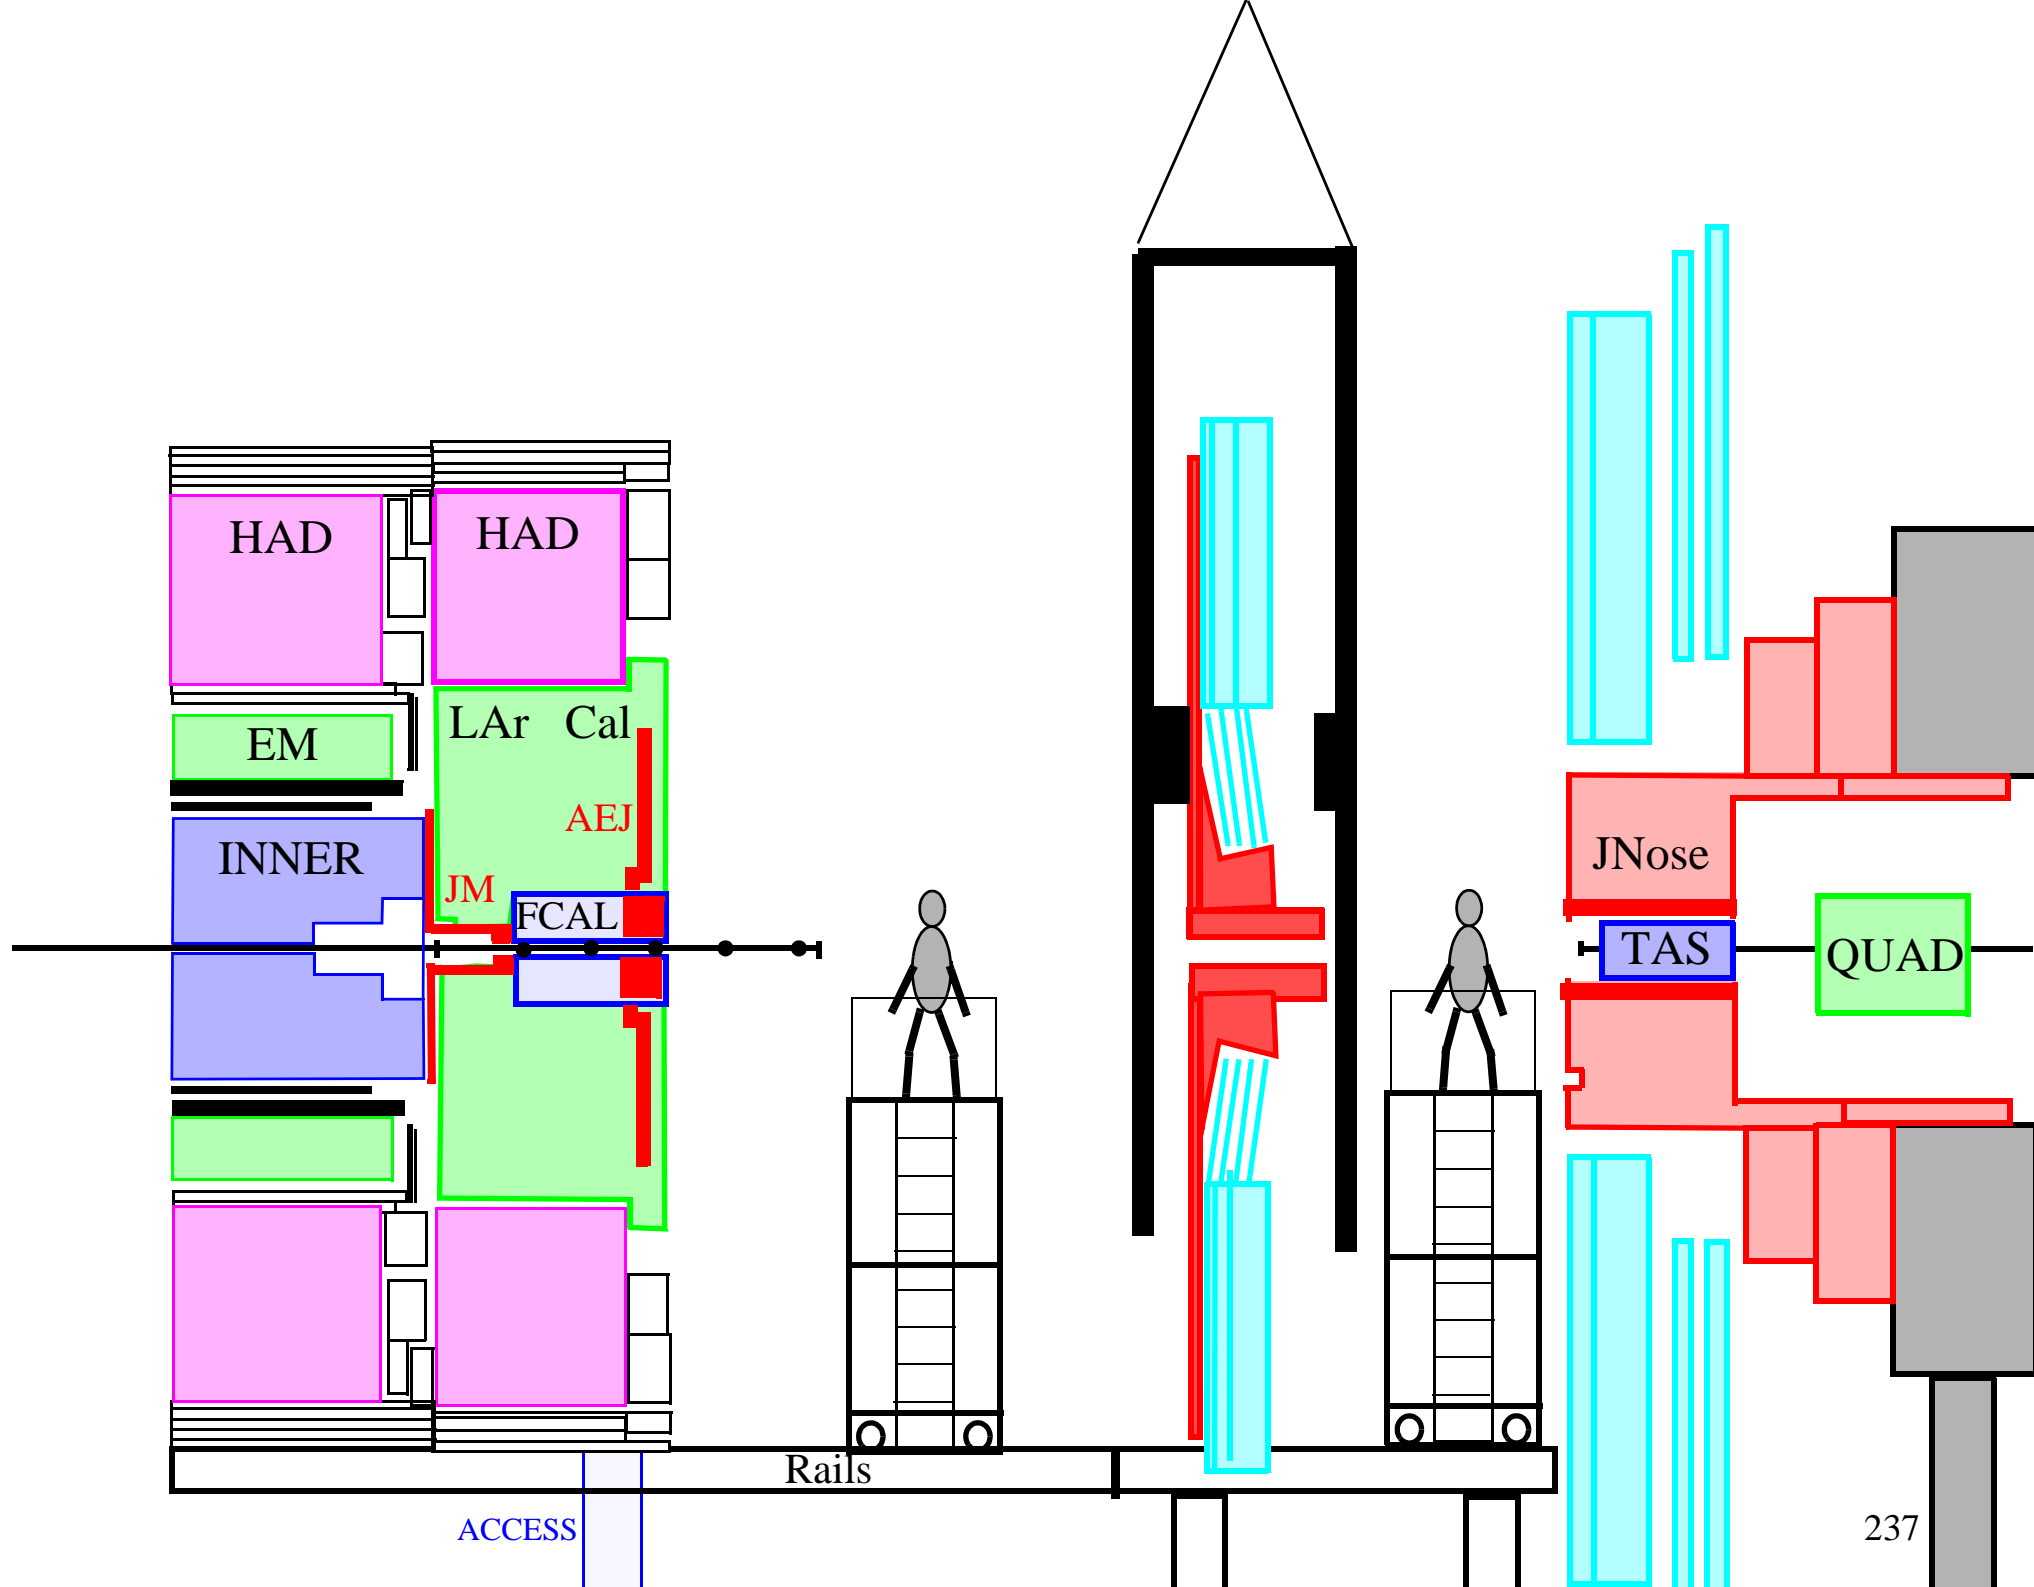 HAD
HAD
LAr Cal
EM
AEJ
INNER
JNose
JM
FCAL
TAS
QUAD
Rails
ACCESS
237